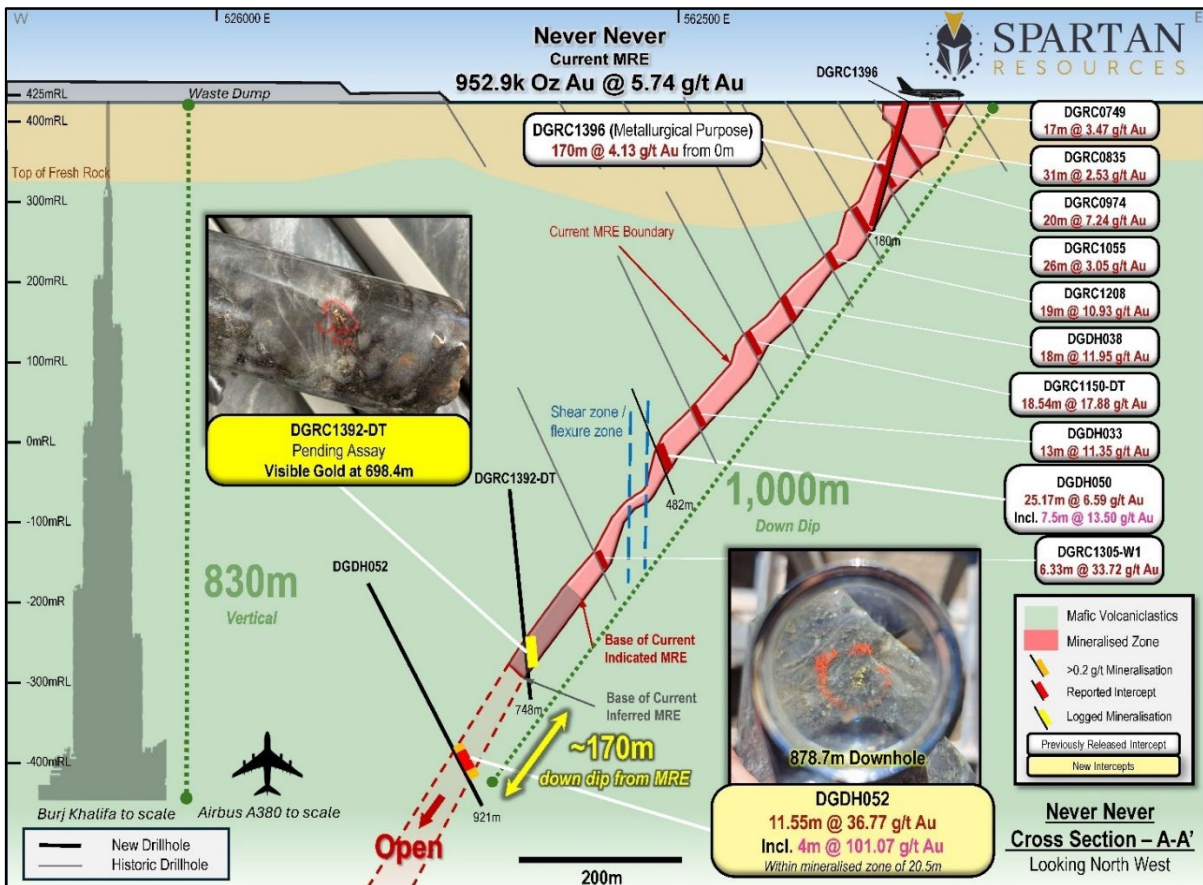 W
526000 E
562500 E
E
Never Never
Current MRE
952.9k Oz Au @ 5.74 g/t Au
SPARTAN
RESOURCES
DGRC1396
425mRL
Waste Dump
400mRL
Top of Fresh Rock
300mRL
200mRL
100mRL
0mRL
-100mRL
-200mR
-300mRL
-400mRL
DGRC1396 (Metallurgical Purpose)
170m @ 4.13 g/t Au from 0m
Current MRE Boundary
180m
DGRC0749
17m @ 3.47 g/t Au
DGRC0835
31m @ 2.53 g/t Au
DGRC0974
20m @ 7.24 g/t Au
DGRC1055
26m @ 3.05 g/t Au
DGRC1208
19m @ 10.93 g/t Au
DGDH038
18m @ 11.95 g/t Au
DGRC1150-DT
18.54m @ 17.88 g/t Au
DGDH033
13m @ 11.35 g/t Au
DGDH050
25.17m @ 6.59 g/t Au
Incl. 7.5m @ 13.50 g/t Au
DGRC1305-W1
6.33m @ 33.72 g/t Au
DGRC1392-DT
Pending Assay
Visible Gold at 698.4m
Shear zone /
flexure zone
DGRC1392-DT
482m
1,000m
Down Dip
830m
Vertical
DGDH052
Base of Current
Indicated MRE
Base of Current
Inferred MRE
748m
~170m
down dip from MRE
921m
Open
878.7m Downhole
DGDH052
11.55m @ 36.77 g/t Au
Incl. 4m @ 101.07 g/t Au
Within mineralised zone of 20.5m
Mafic Volcaniclastics
Mineralised Zone
>0.2 g/t Mineralisation
Reported Intercept
Logged Mineralisation
Previously Released Intercept
New Intercepts
Burj Khalifa to scale
Airbus A380 to scale
New Drillhole
Historic Drillhole
200m
Never Never
Cross Section – A-A'
Looking North West